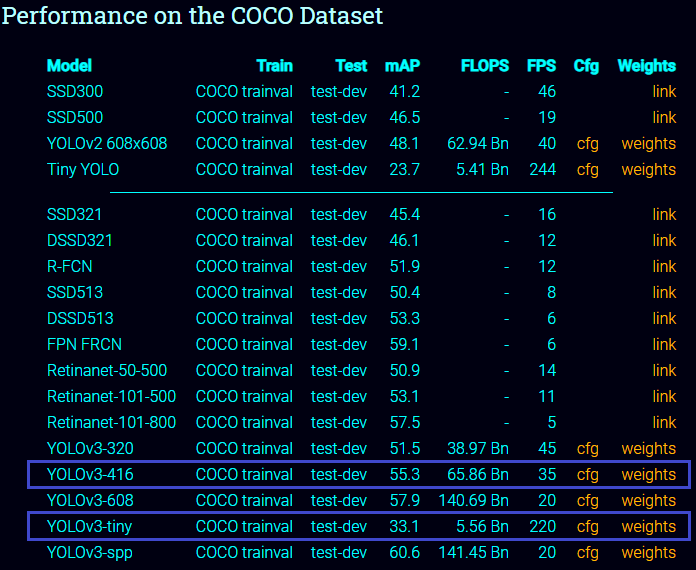 Performance on the COCO Dataset
Model Train Test mAP FLOPS FPS Cfg Weights
SSD300 COCO trainval test-dev 41.2 - 46 link
SSD500 COCO trainval test-dev 46.5 - 19 link
YOLOv2 608x608 COCO trainval test-dev 48.1 62.94 Bn 40 cfg weights
Tiny YOLO COCO trainval test-dev 23.7 5.41 Bn 244 cfg weights
SSD321 COCO trainval test-dev 45.4 - 16 link
DSSD321 COCO trainval test-dev 46.1 - 12 link
R-FCN COCO trainval test-dev 51.9 - 12 link
SSD513 COCO trainval test-dev 50.4 - 8 link
DSSD513 COCO trainval test-dev 53.3 - 6 link
FPN FRCN COCO trainval test-dev 59.1 - 6 link
Retinanet-50-500 COCO trainval test-dev 50.9 - 14 link
Retinanet-101-500 COCO trainval test-dev 53.1 - 11 link
Retinanet-101-800 COCO trainval test-dev 57.5 - 5 link
YOLOv3-320 COCO trainval test-dev 51.5 38.97 Bn 45 cfg weights
YOLOv3-416 COCO trainval test-dev 55.3 65.86 Bn 35 cfg weights
YOLOv3-608 COCO trainval test-dev 57.9 140.69 Bn 20 cfg weights
YOLOv3-tiny COCO trainval test-dev 33.1 5.56 Bn 220 cfg weights
YOLOv3-spp COCO trainval test-dev 60.6 141.45 Bn 20 cfg weights